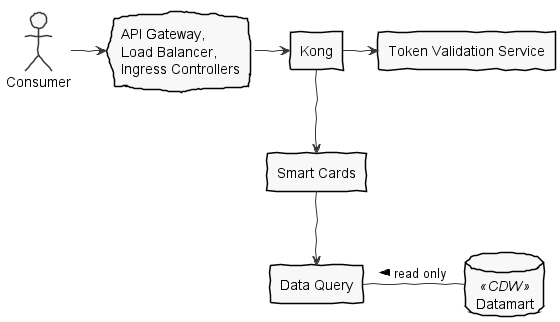 API Gateway,
Load Balancer,
Ingress Controllers
Kong
Token Validation Service
Consumer
Smart Cards
read only
«CDW»
Data Query
Datamart